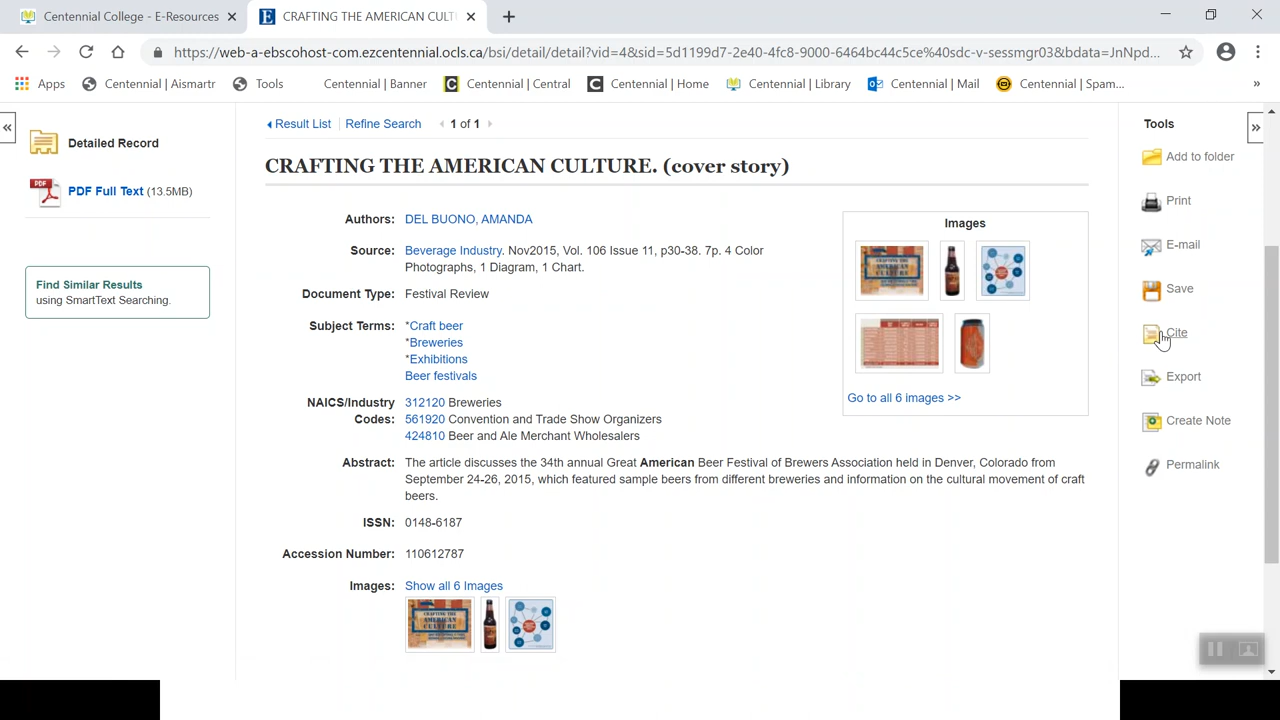 Centennial College - E-Resources
CRAFTING THE AMERICAN CULT
https://web-a-ebscohost-com.ezcentennial.ocls.ca/bsi/detail/detail?vid=4&sid=5d1199d7-2e40-4fc8-9000-6464bc44c5ce%40sdc-v-sessmgr03&bdata=JnNpd...
Apps Centennial | Aismartr Tools Centennial | Banner Centennial | Central Centennial | Home Centennial | Library Centennial | Mail Centennial | Spam... »
Detailed Record
PDF Full Text (13.5MB)
Find Similar Results
using SmartText Searching.
Result List Refine Search 1 of 1
CRAFTING THE AMERICAN CULTURE. (cover story)
Authors: DEL BUONO, AMANDA
Source: Beverage Industry. Nov2015, Vol. 106 Issue 11, p30-38. 7p. 4 Color
Photographs, 1 Diagram, 1 Chart.
Document Type: Festival Review
Subject Terms: *Craft beer
*Breweries
*Exhibitions
Beer festivals
NAICS/Industry 312120 Breweries
Codes: 561920 Convention and Trade Show Organizers
424810 Beer and Ale Merchant Wholesalers
Abstract: The article discusses the 34th annual Great American Beer Festival of Brewers Association held in Denver, Colorado from
September 24-26, 2015, which featured sample beers from different breweries and information on the cultural movement of craft
beers.
ISSN: 0148-6187
Accession Number: 110612787
Images: Show all 6 Images
CRAFTING THE
AMERICAN
CULTURE
Images
CRAFTING THE
AMERICAN
CULTURE
Go to all 6 images >>
Tools
Add to folder
Print
E-mail
Save
Cite
Export
Create Note
Permalink